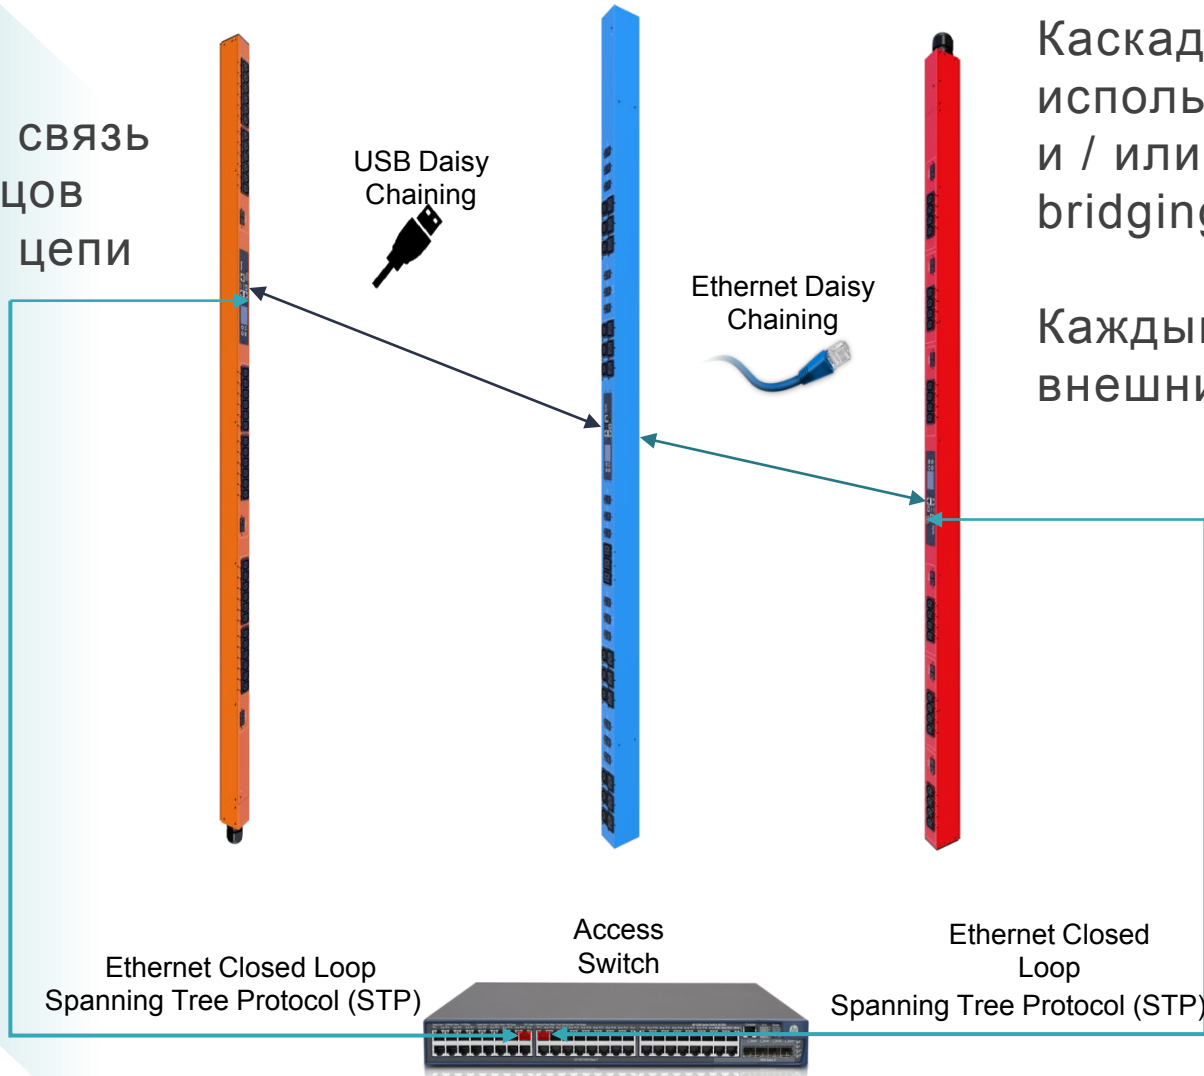 связь
цов
цепи
USB Daisy
Chaining
Ethernet Daisy
Chaining
Каскад
исполь
и / или
bridging
Кажды
внешни
Access
Switch
Ethernet Closed Loop
Spanning Tree Protocol (STP)
Ethernet Closed
Loop
Spanning Tree Protocol (STP)